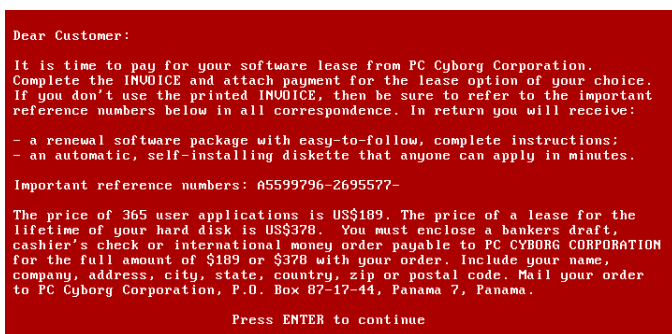 Dear Customer:
It is time to pay for your software lease from PC Cyborg Corporation.
Complete the INVOICE and attach payment for the lease option of your choice.
If you don't use the printed INVOICE, then be sure to refer to the important
reference numbers below in all correspondence. In return you will receive:
- a renewal software package with easy-to-follow, complete instructions;
- an automatic, self-installing diskette that anyone can apply in minutes.
Important reference numbers: A5599796-2695577-
The price of 365 user applications is US$189. The price of a lease for the
lifetime of your hard disk is US$378.  You must enclose a bankers draft,
cashier's check or international money order payable to PC CYBORG CORPORATION
for the full amount of $189 or $378 with your order. Include your name,
company, address, city, state, country, zip or postal code. Mail your order
to PC Cyborg Corporation, P.O. Box 87-17-44, Panama 7, Panama.
Press ENTER to continue